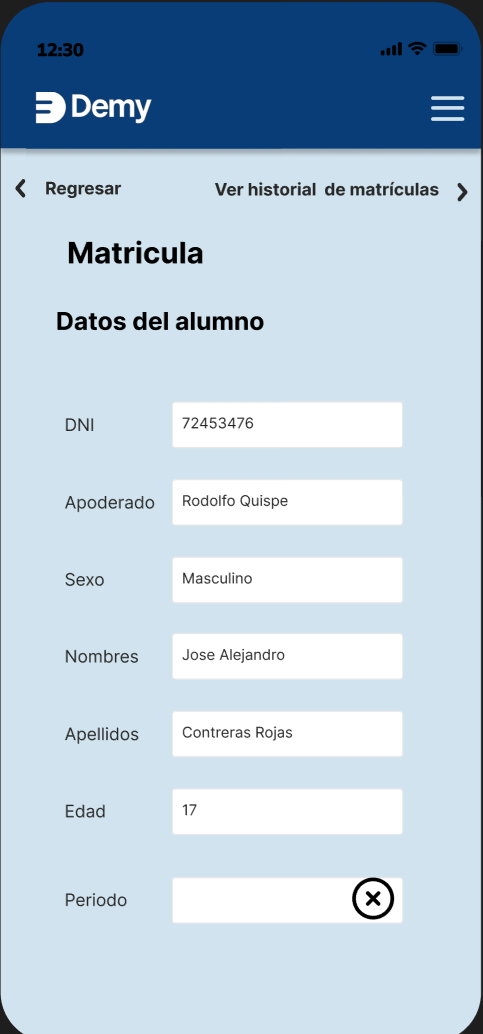 12:30
Demy
Regresar Ver historial de matrículas
Matricula
Datos del alumno
DNI 72453476
Apoderado Rodolfo Quispe
Sexo Masculino
Nombres Jose Alejandro
Apellidos Contreras Rojas
Edad 17
Periodo